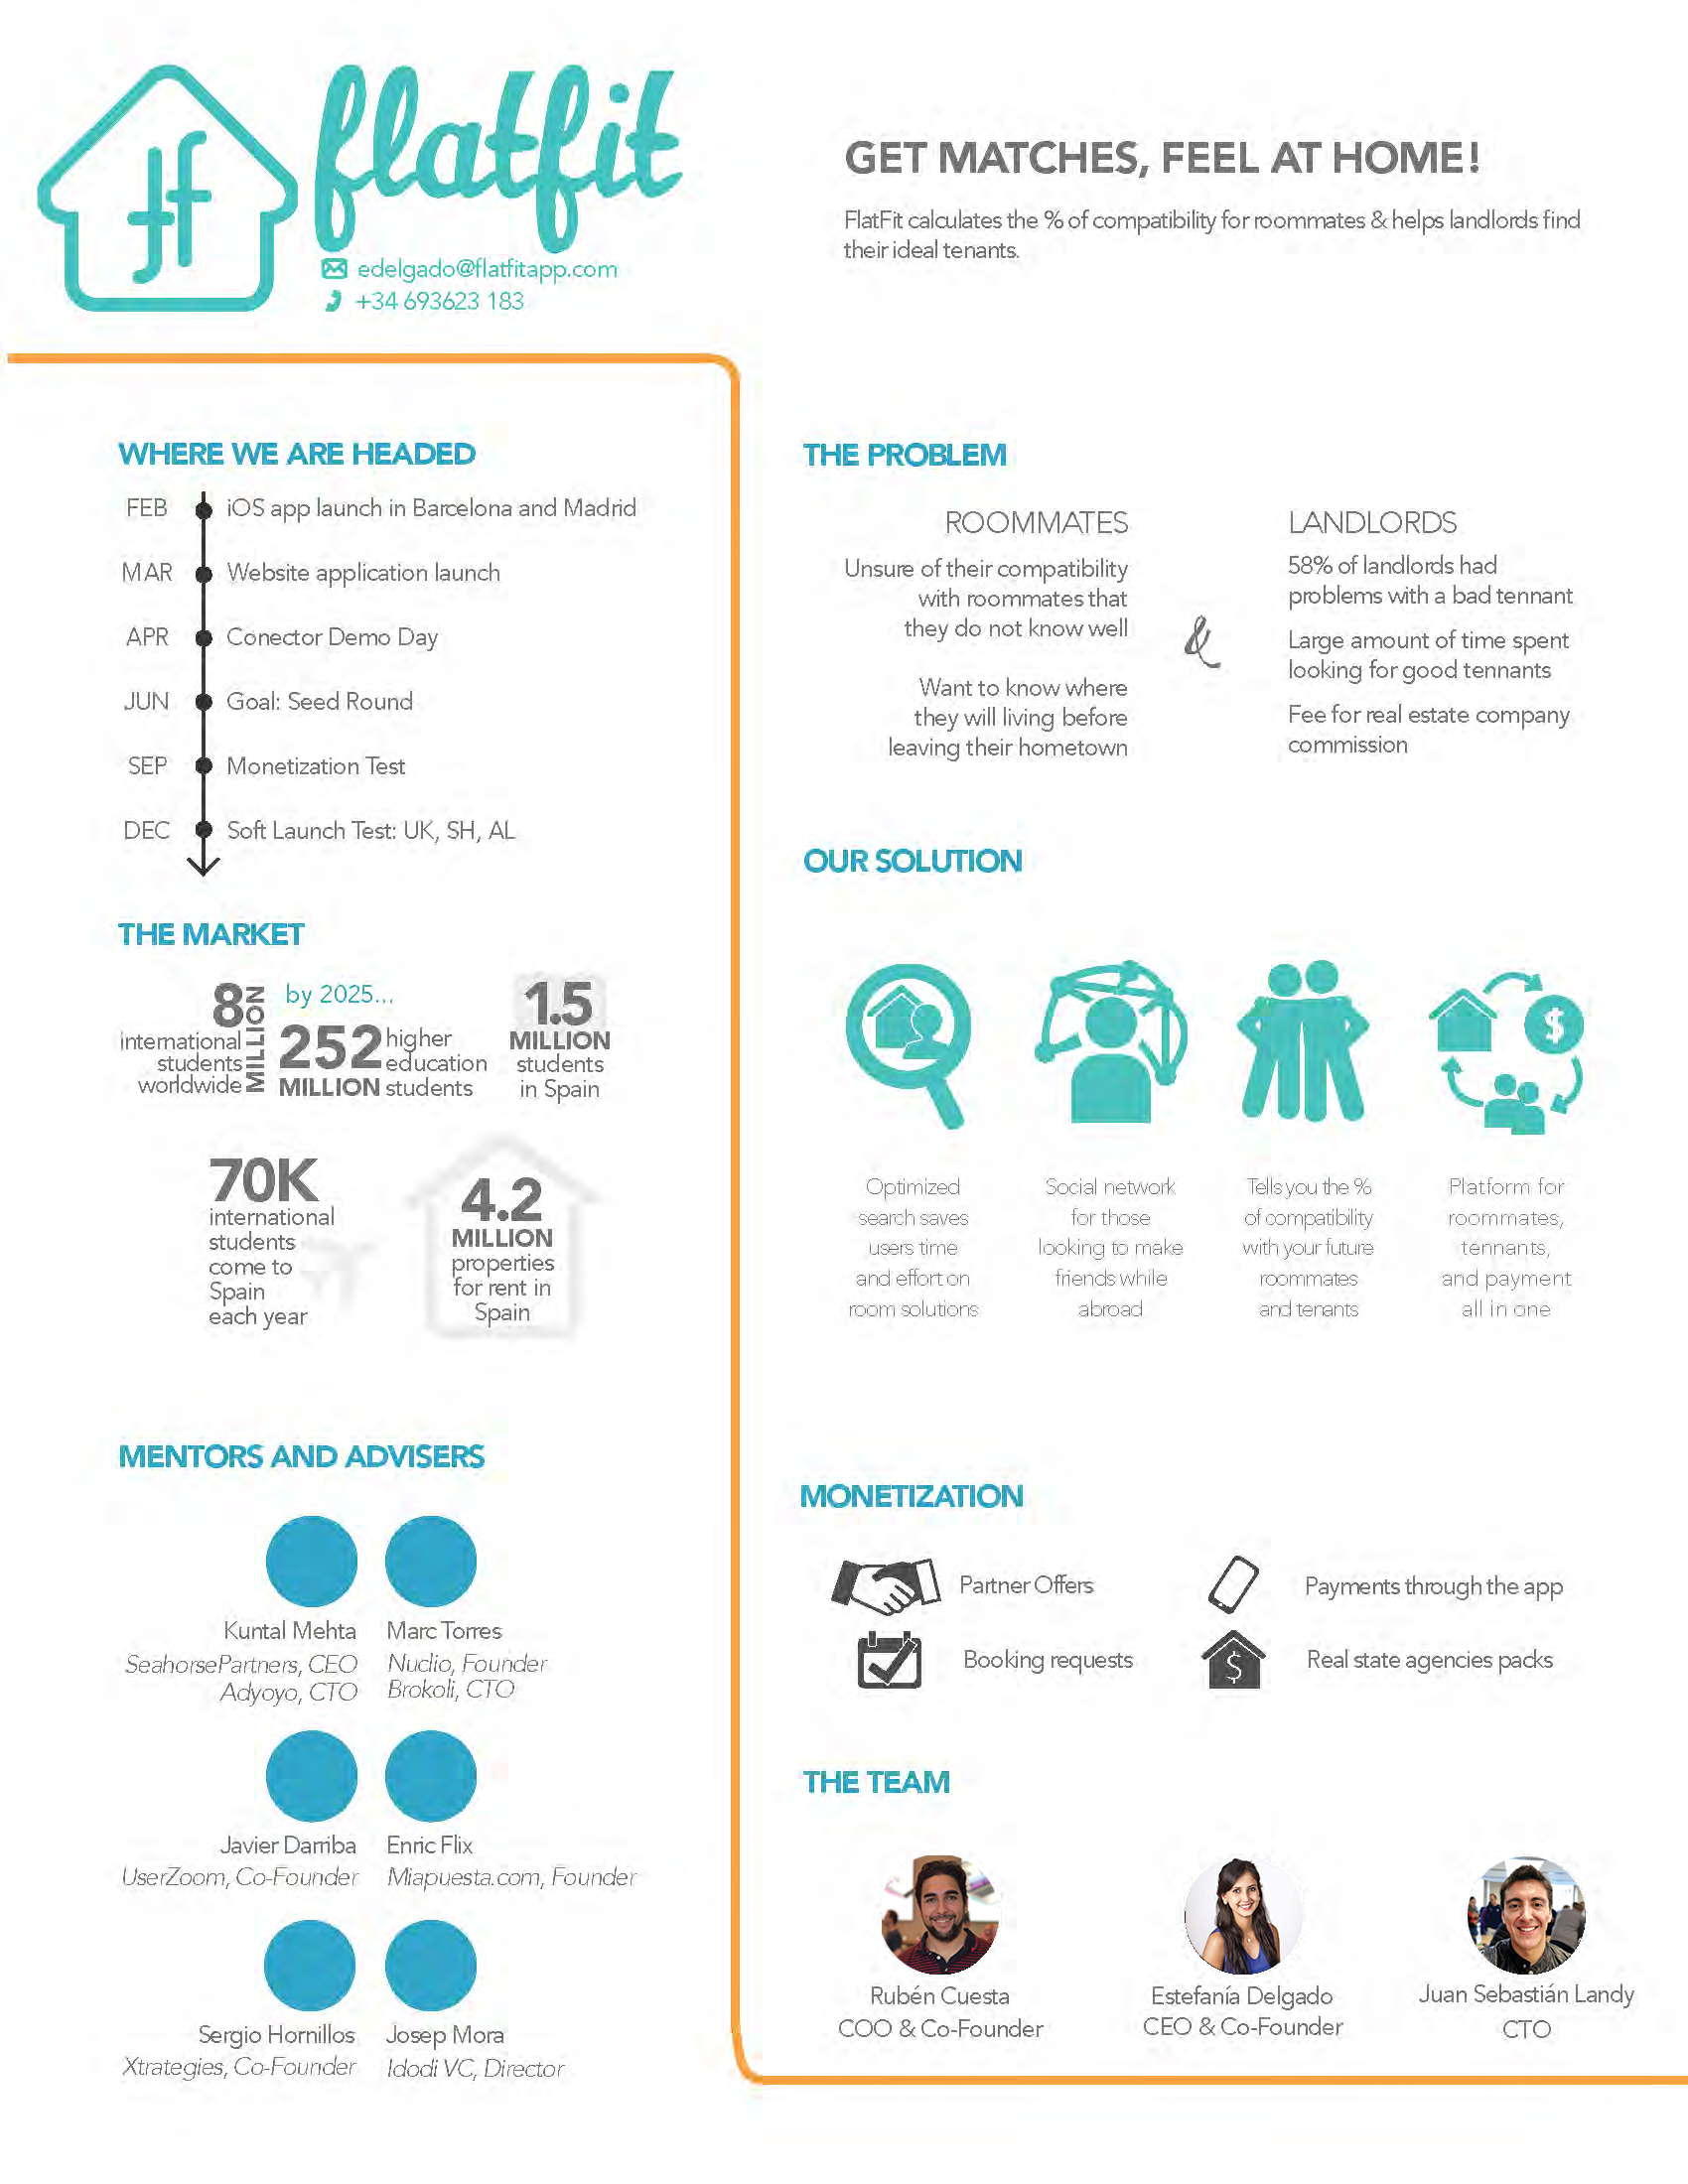 flatfit
edelgado@flatfitapp.com
+34 693623 183
GET MATCHES, FEEL AT HOME!
FlatFit calculates the % of compatibility for roommates & helps landlords find
their ideal tenants.
WHERE WE ARE HEADED
FEB iOS app launch in Barcelona and Madrid
MAR Website application launch
APR Conector Demo Day
JUN Goal: Seed Round
SEP Monetization Test
DEC Soft Launch Test: UK, SH, AL
THE MARKET
8 MILLION
international
students
worldwide
by 2025...
252 higher
education
MILLION students
1.5
MILLION
students
in Spain
70K
international
students
come to
Spain
each year
4.2
MILLION
properties
for rent in
Spain
MENTORS AND ADVISERS
Kuntal Mehta
SeahorsePartners, CEO
Adyoyo, CTO
Marc Torres
Nuclio, Founder
Brokoli, CTO
Javier Darriba
UserZoom, Co-Founder
Enric Flix
Miapuesta.com, Founder
Sergio Hornillos
Xtrategies, Co-Founder
Josep Mora
Idodi VC, Director
THE PROBLEM
ROOMMATES
Unsure of their compatibility
with roommates that
they do not know well
Want to know where
they will living before
leaving their hometown
&
LANDLORDS
58% of landlords had
problems with a bad tennant
Large amount of time spent
looking for good tennants
Fee for real estate company
commission
OUR SOLUTION
$
Optimized
search saves
users time
and effort on
room solutions
Social network
for those
looking to make
friends while
abroad
Tells you the %
of compatibility
with your future
roommates
and tenants
Platform for
roommates,
tennants,
and payment
all in one
MONETIZATION
Partner Offers
Payments through the app
Booking requests
$
Real state agencies packs
THE TEAM
Rubén Cuesta
COO & Co-Founder
Estefanía Delgado
CEO & Co-Founder
Juan Sebastián Landy
CTO